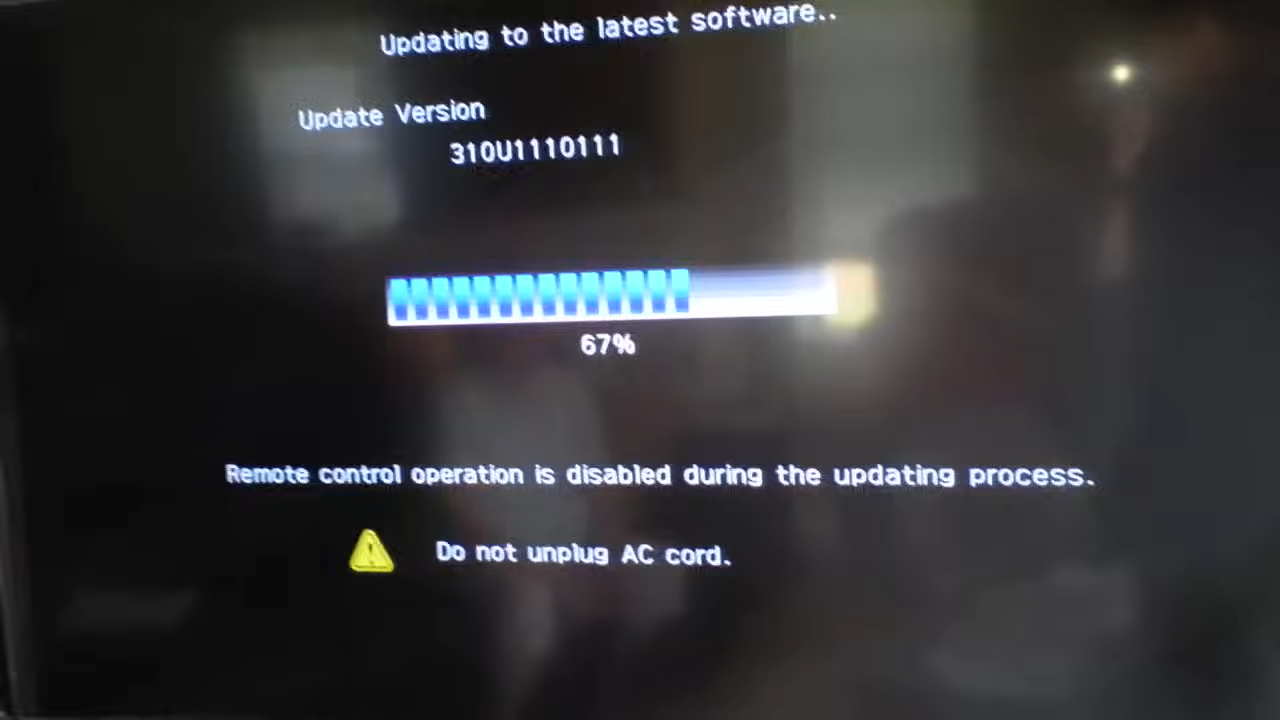 Updating to the latest software..
Update Version
310U1110111
67%
Remote control operation is disabled during the updating process.
Do not unplug AC cord.